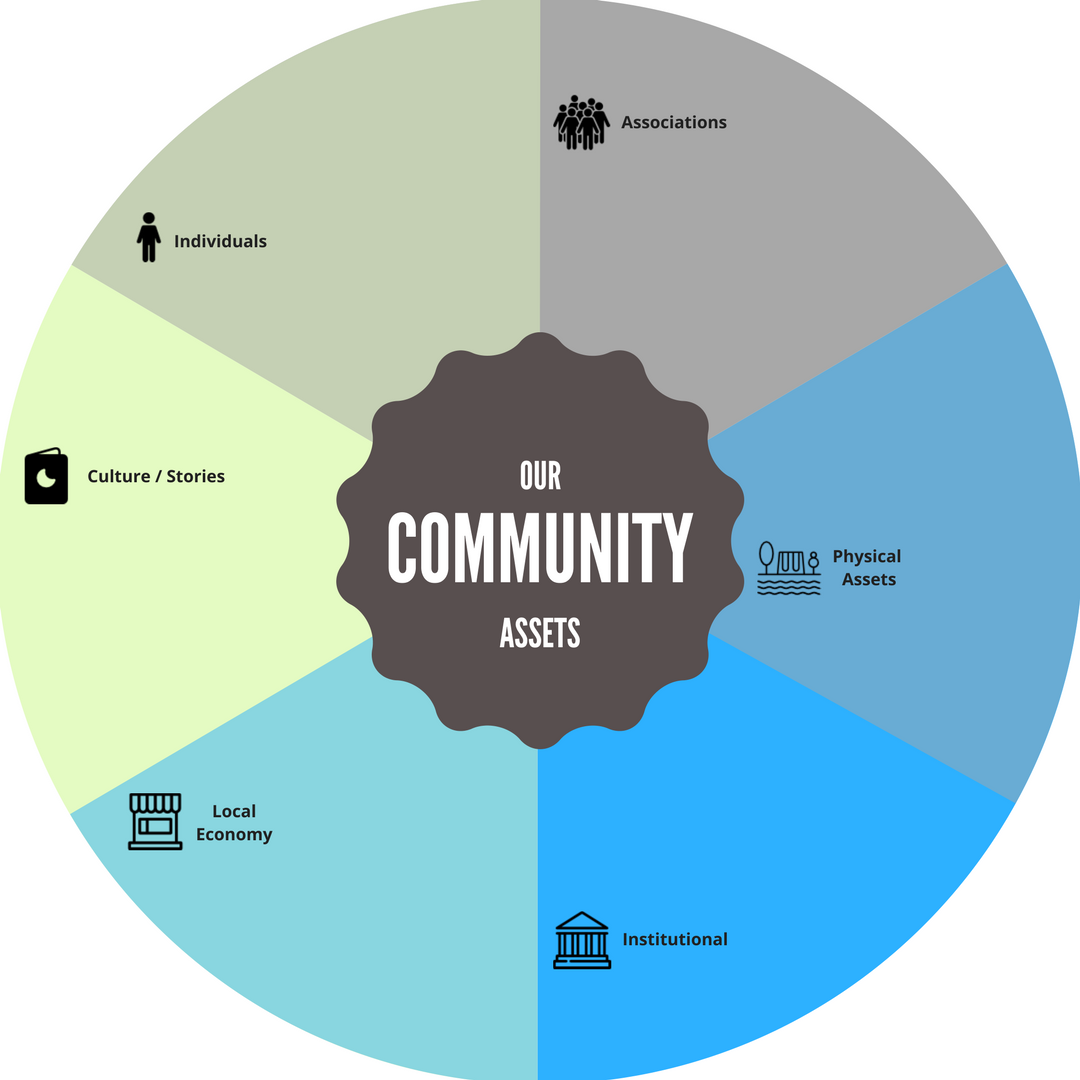 Associations
Individuals
Culture / Stories
OUR
COMMUNITY
ASSETS
Physical
Assets
Local
Economy
Institutional